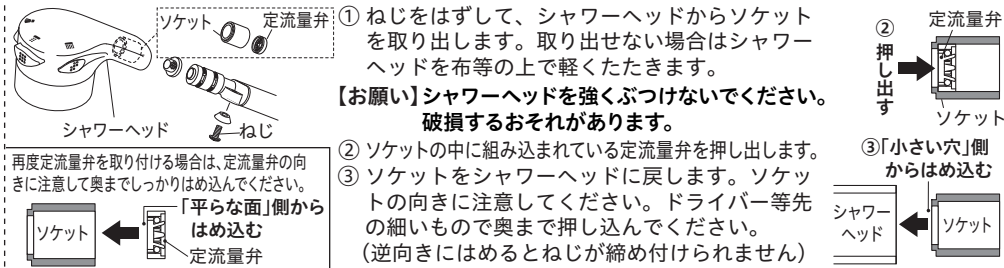 ソケット
定流量弁
シャワーヘッド
ねじ
再度定流量弁を取り付ける場合は、定流量弁の向
きに注意して奥までしっかりはめ込んでください。
ソケット
「平らな面」側から
はめ込む
定流量弁
① ねじをはずして、シャワーヘッドからソケット
を取り出します。取り出せない場合はシャワー
ヘッドを布等の上で軽くたたきます。
【お願い】シャワーヘッドを強くぶつけないでください。
破損するおそれがあります。
② ソケットの中に組み込まれている定流量弁を押し出します。
③ ソケットをシャワーヘッドに戻します。ソケッ
トの向きに注意してください。ドライバー等先
の細いもので奥まで押し込んでください。
（逆向きにはめるとねじが締め付けられません）
②押し出す
定流量弁
ソケット
③「小さい穴」側
からはめ込む
シャワー
ヘッド
ソケット